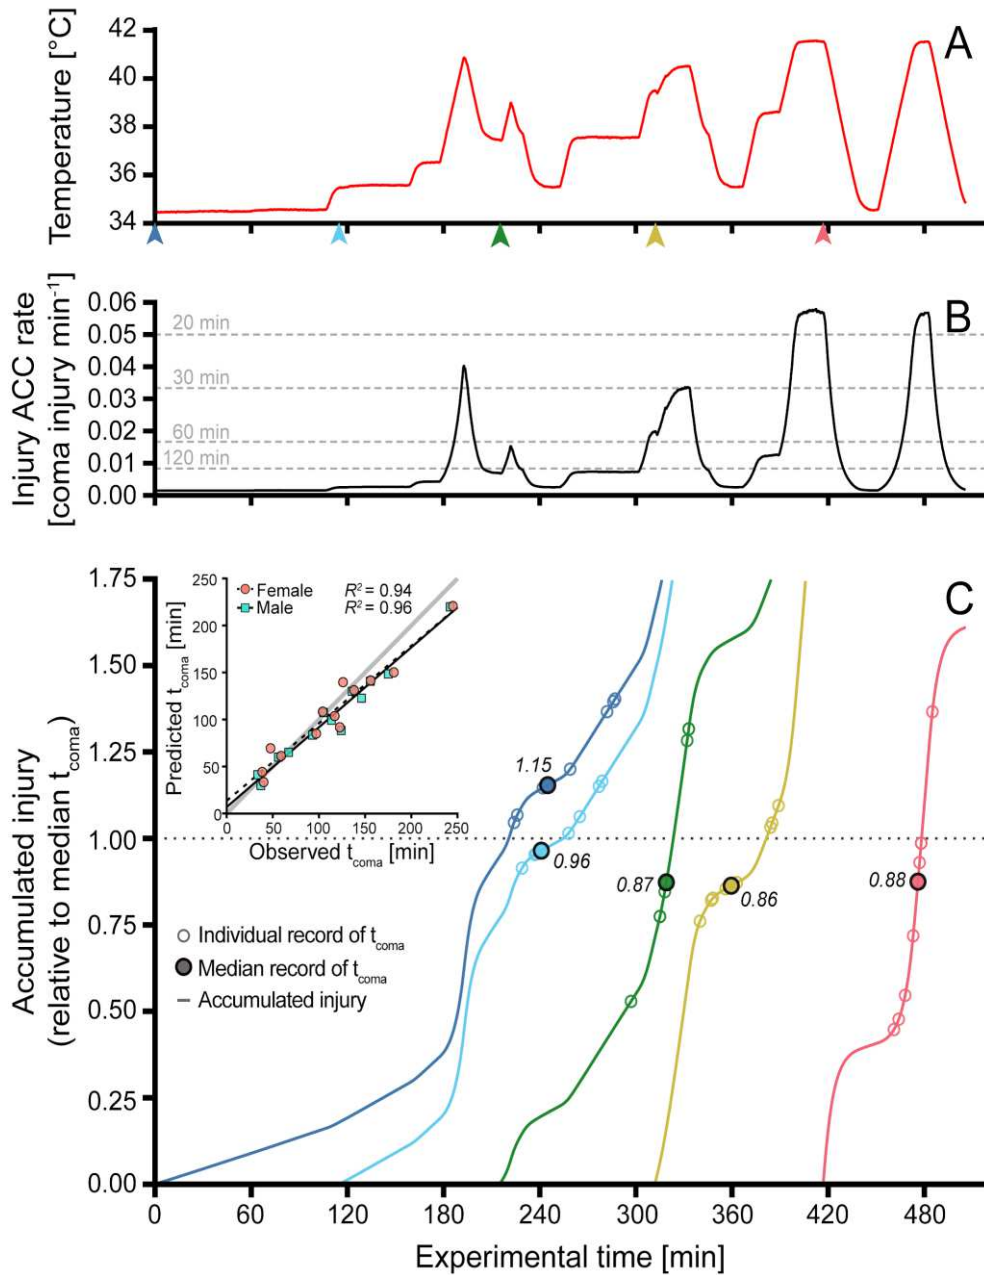 A
Temperature [°C]
42
40
38
36
34
B
Injury ACC rate
[coma injury min⁻¹]
0.06
0.05
0.04
0.03
0.02
0.01
0.00
20 min
30 min
60 min
120 min
C
Accumulated injury
(relative to median t_coma)
1.75
1.50
1.25
1.00
0.75
0.50
0.25
0.00
Predicted t_coma [min]
250
200
150
100
50
0
Female R² = 0.94
Male R² = 0.96
0 50 100 150 200 250
Observed t_coma [min]
1.15
0.96
0.87
0.86
0.88
Individual record of t_coma
Median record of t_coma
Accumulated injury
0 60 120 180 240 300 360 420 480
Experimental time [min]